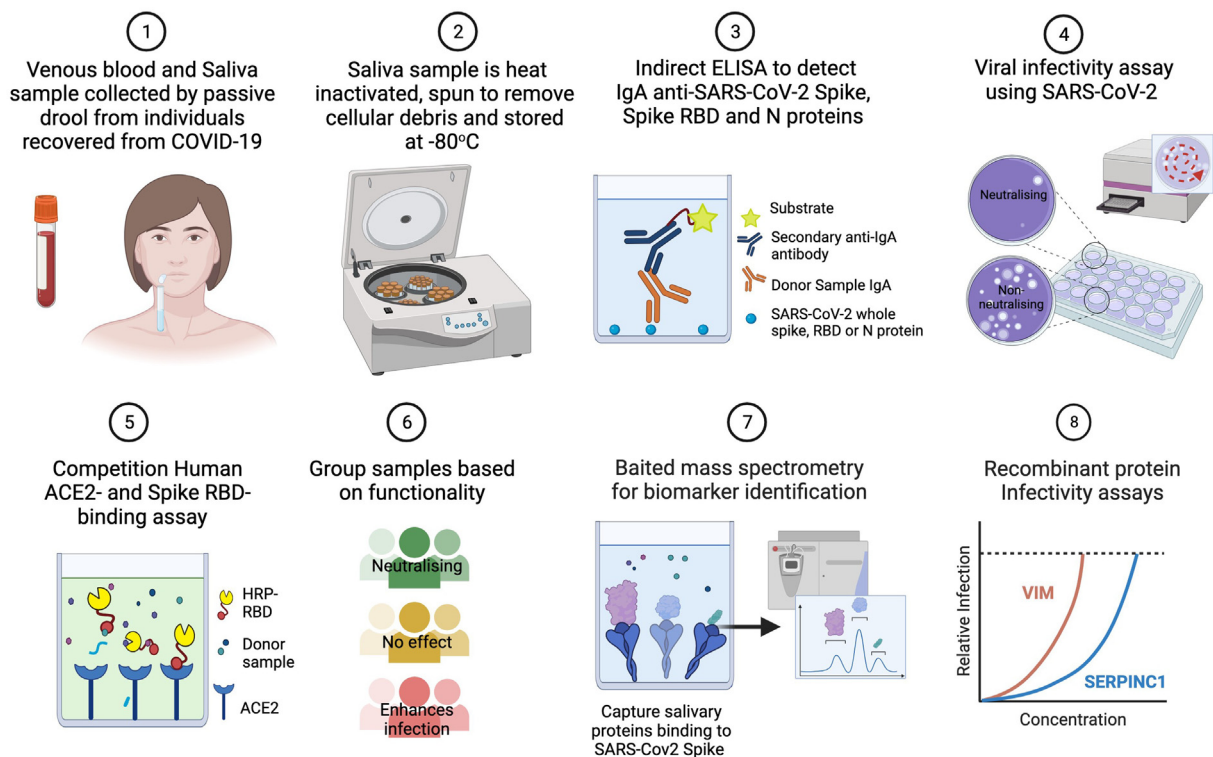 1
Venous blood and Saliva
sample collected by passive
drool from individuals
recovered from COVID-19
2
Saliva sample is heat
inactivated, spun to remove
cellular debris and stored
at -80°C
3
Indirect ELISA to detect
IgA anti-SARS-CoV-2 Spike,
Spike RBD and N proteins
Substrate
Secondary anti-IgA
antibody
Donor Sample IgA
SARS-CoV-2 whole
spike, RBD or N protein
4
Viral infectivity assay
using SARS-CoV-2
Neutralising
Non-
neutralising
5
Competition Human
ACE2- and Spike RBD-
binding assay
HRP-
RBD
Donor
sample
ACE2
6
Group samples based
on functionality
Neutralising
No effect
Enhances
infection
7
Baited mass spectrometry
for biomarker identification
Capture salivary
proteins binding to
SARS-Cov2 Spike
8
Recombinant protein
Infectivity assays
Relative Infection
VIM
SERPINC1
Concentration